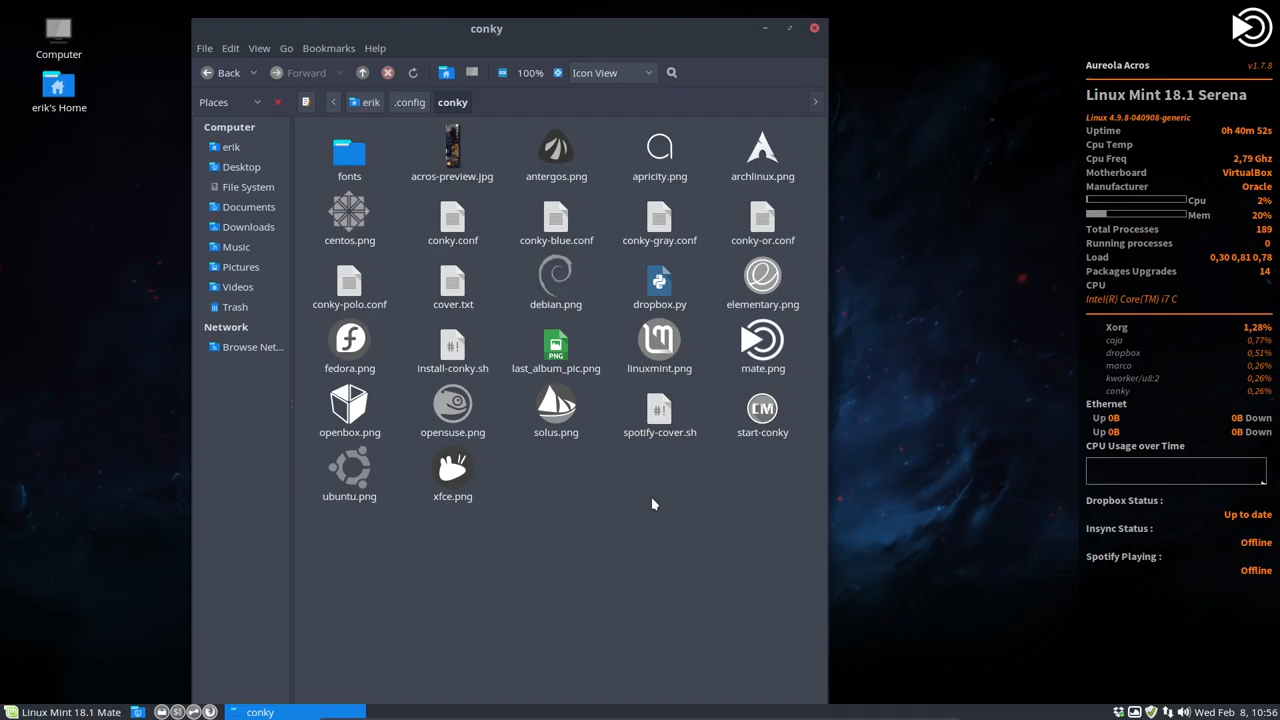 Computer
erik's Home
conky
File Edit View Go Bookmarks Help
Back Forward 100% Icon View
Places erik .config conky
Computer
erik
Desktop
File System
Documents
Downloads
Music
Pictures
Videos
Trash
Network
Browse Net...
fonts acros-preview.jpg antergos.png apricity.png archlinux.png
centos.png conky.conf conky-blue.conf conky-gray.conf conky-or.conf
conky-polo.conf cover.txt debian.png dropbox.py elementary.png
#!
PNG
fedora.png install-conky.sh last_album_pic.png linuxmint.png mate.png
#! CM
openbox.png opensuse.png solus.png spotify-cover.sh start-conky
ubuntu.png xfce.png
Aureola Acros v1.7.8
Linux Mint 18.1 Serena
Linux 4.9.8-040908-generic
Uptime 0h 40m 52s
Cpu Temp
Cpu Freq 2,79 Ghz
Motherboard VirtualBox
Manufacturer Oracle
Cpu 2%
Mem 20%
Total Processes 189
Running processes 0
Load 0,30 0,81 0,78
Packages Upgrades 14
CPU
Intel(R) Core(TM) i7 C
Xorg 1,28%
caja 0,77%
dropbox 0,51%
marco 0,26%
kworker/u8:2 0,26%
conky 0,26%
Ethernet
Up 0B 0B Down
Up 0B 0B Down
CPU Usage over Time
Dropbox Status :
Up to date
Insync Status :
Offline
Spotify Playing :
Offline
Linux Mint 18.1 Mate conky Wed Feb 8, 10:56